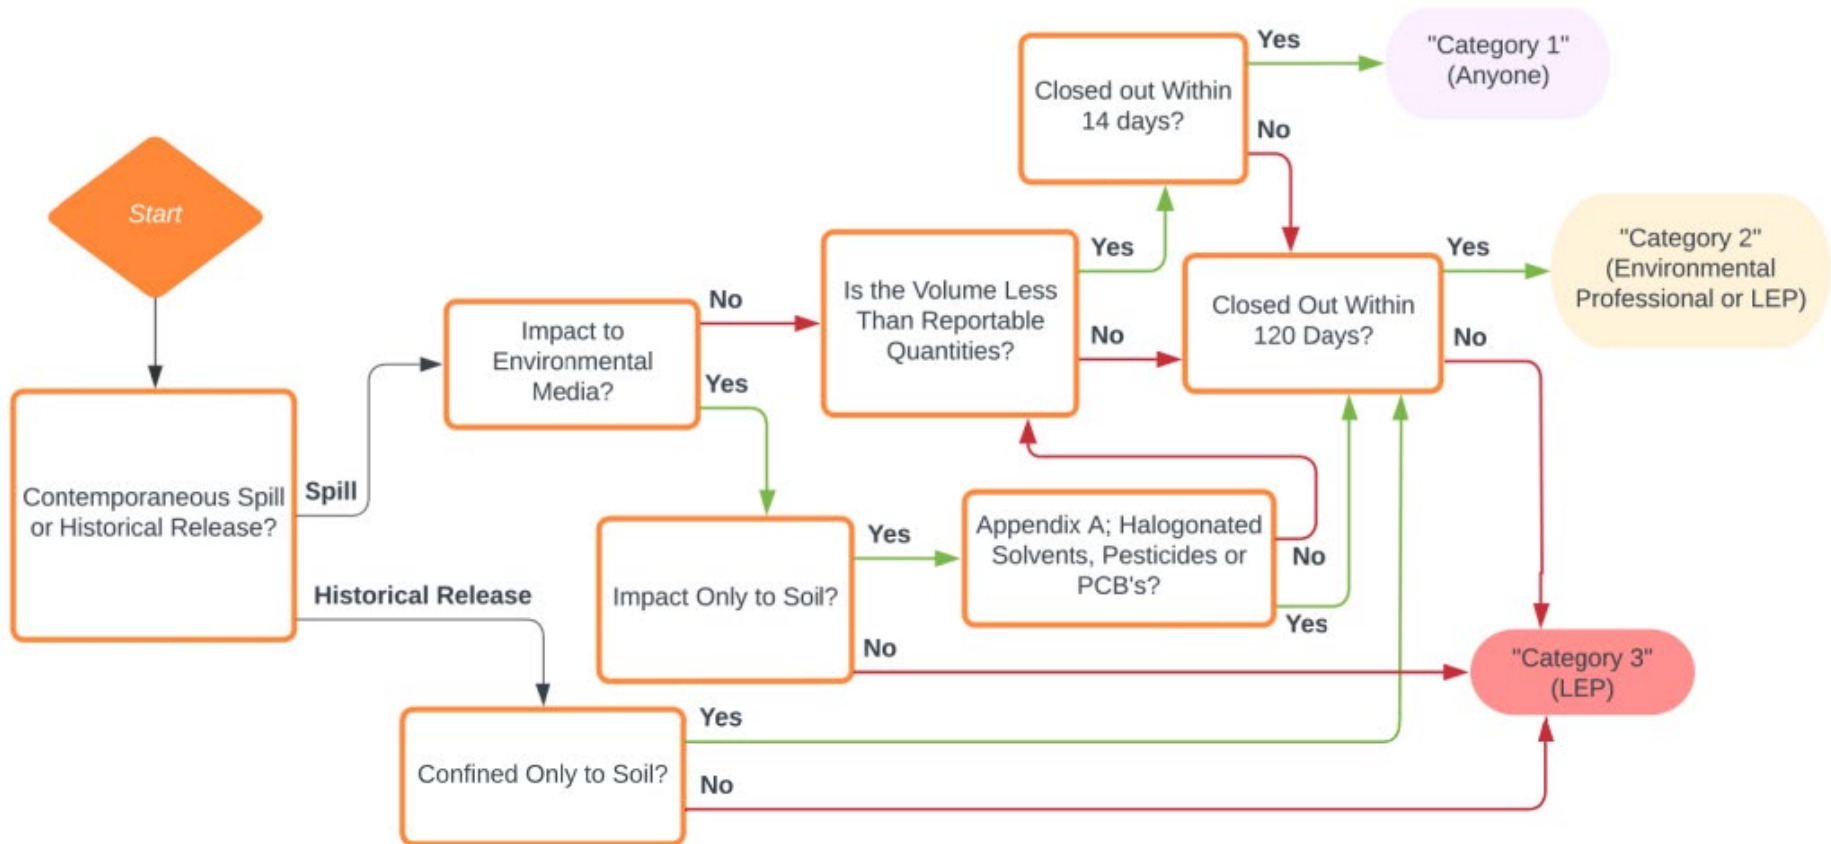 Start
Contemporaneous Spill
or Historical Release?
Spill
Historical Release
Impact to
Environmental
Media?
No
Yes
Confined Only to Soil?
Yes
No
Impact Only to Soil?
Yes
No
Is the Volume Less
Than Reportable
Quantities?
Yes
No
Appendix A; Halogonated
Solvents, Pesticides or
PCB's?
No
Yes
Closed out Within
14 days?
Yes
No
Closed Out Within
120 Days?
Yes
No
"Category 1"
(Anyone)
"Category 2"
(Environmental
Professional or LEP)
"Category 3"
(LEP)